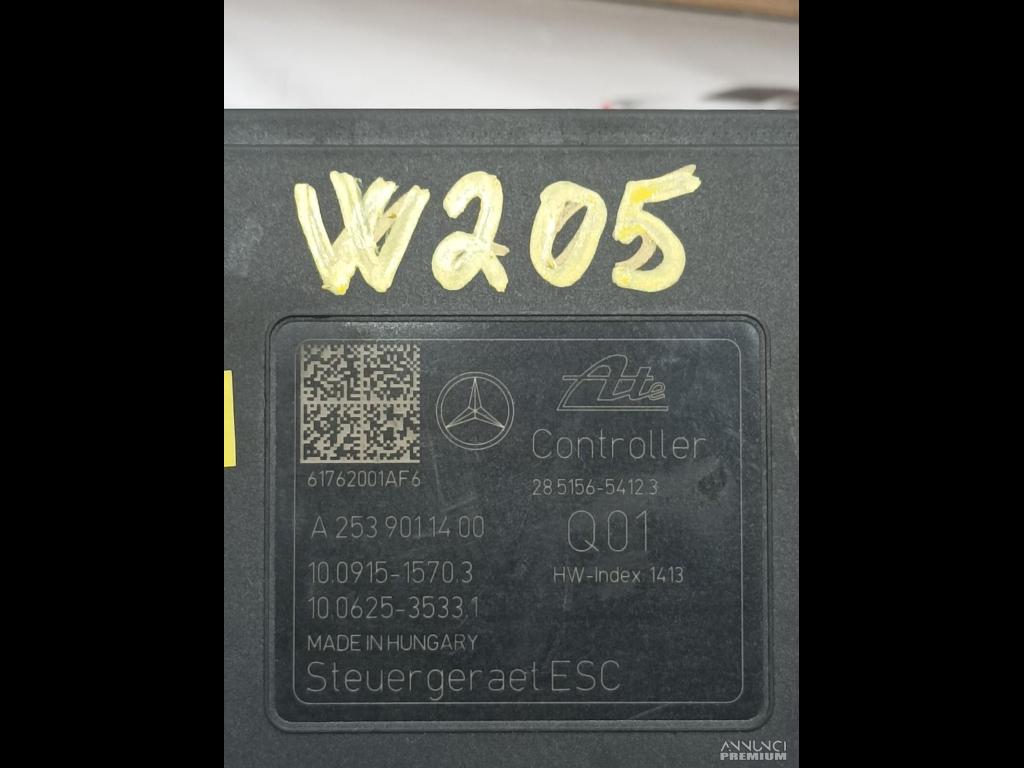 W205
Ate
Controller
61762001AF6
28.5156-5412.3
A 253 901 14 00
Q01
10.0915-1570.3
HW-Index 1413
10.0625-3533.1
MADE IN HUNGARY
Steuergeraet ESC
ANNUNCI
PREMIUM